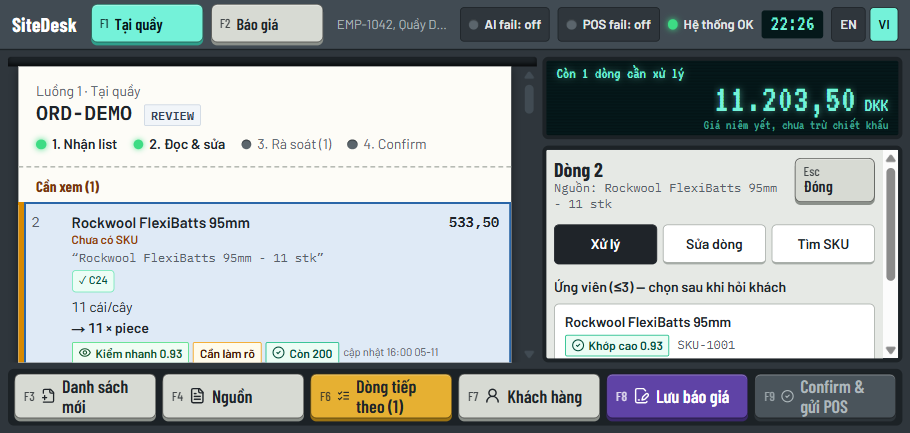 SiteDesk
F1 Tại quầy
F2 Báo giá
EMP-1042, Quầy D...
AI fail: off
POS fail: off
Hệ thống OK
22:26
EN
VI
Luồng 1 · Tại quầy
ORD-DEMO REVIEW
1. Nhận list 2. Đọc & sửa 3. Rà soát (1) 4. Confirm
Cần xem (1)
2 Rockwool FlexiBatts 95mm 533,50
Chưa có SKU
“Rockwool FlexiBatts 95mm - 11 stk”
✓ C24
11 cái/cây
→ 11 × piece
Kiểm nhanh 0.93 Cần làm rõ Còn 200 cập nhật 16:00 05-11
Còn 1 dòng cần xử lý
11.203,50 DKK
Giá niêm yết, chưa trừ chiết khấu
Dòng 2
Nguồn: Rockwool FlexiBatts 95mm
- 11 stk
Esc
Đóng
Xử lý
Sửa dòng
Tìm SKU
Ứng viên (≤3) — chọn sau khi hỏi khách
Rockwool FlexiBatts 95mm
Khớp cao 0.93 SKU-1001
F3 Danh sách
mới
F4 Nguồn
F6 Dòng tiếp
theo (1)
F7 Khách hàng
F8 Lưu báo giá
F9 Confirm &
gửi POS